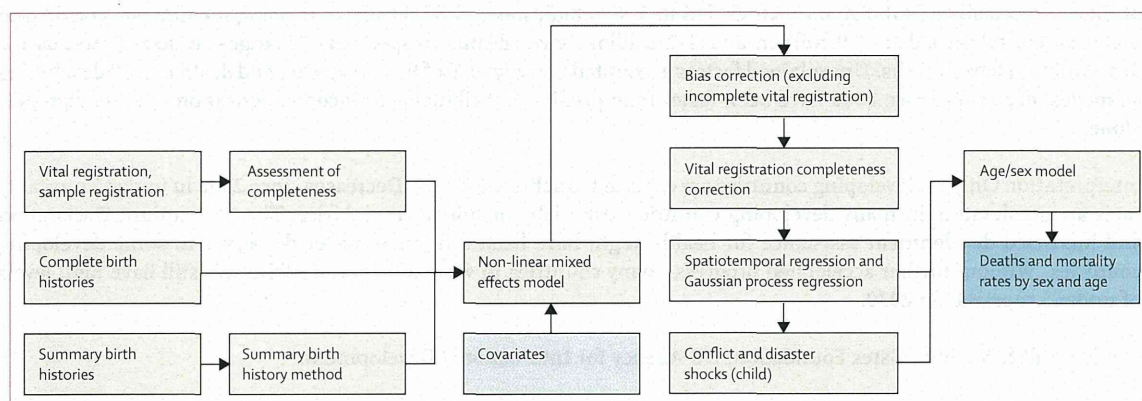 Bias correction (excluding
incomplete vital registration)
Vital registration,
sample registration
Assessment of
completeness
Vital registration completeness
correction
Age/sex model
Complete birth
histories
Non-linear mixed
effects model
Spatiotemporal regression and
Gaussian process regression
Deaths and mortality
rates by sex and age
Summary birth
histories
Summary birth
history method
Covariates
Conflict and disaster
shocks (child)